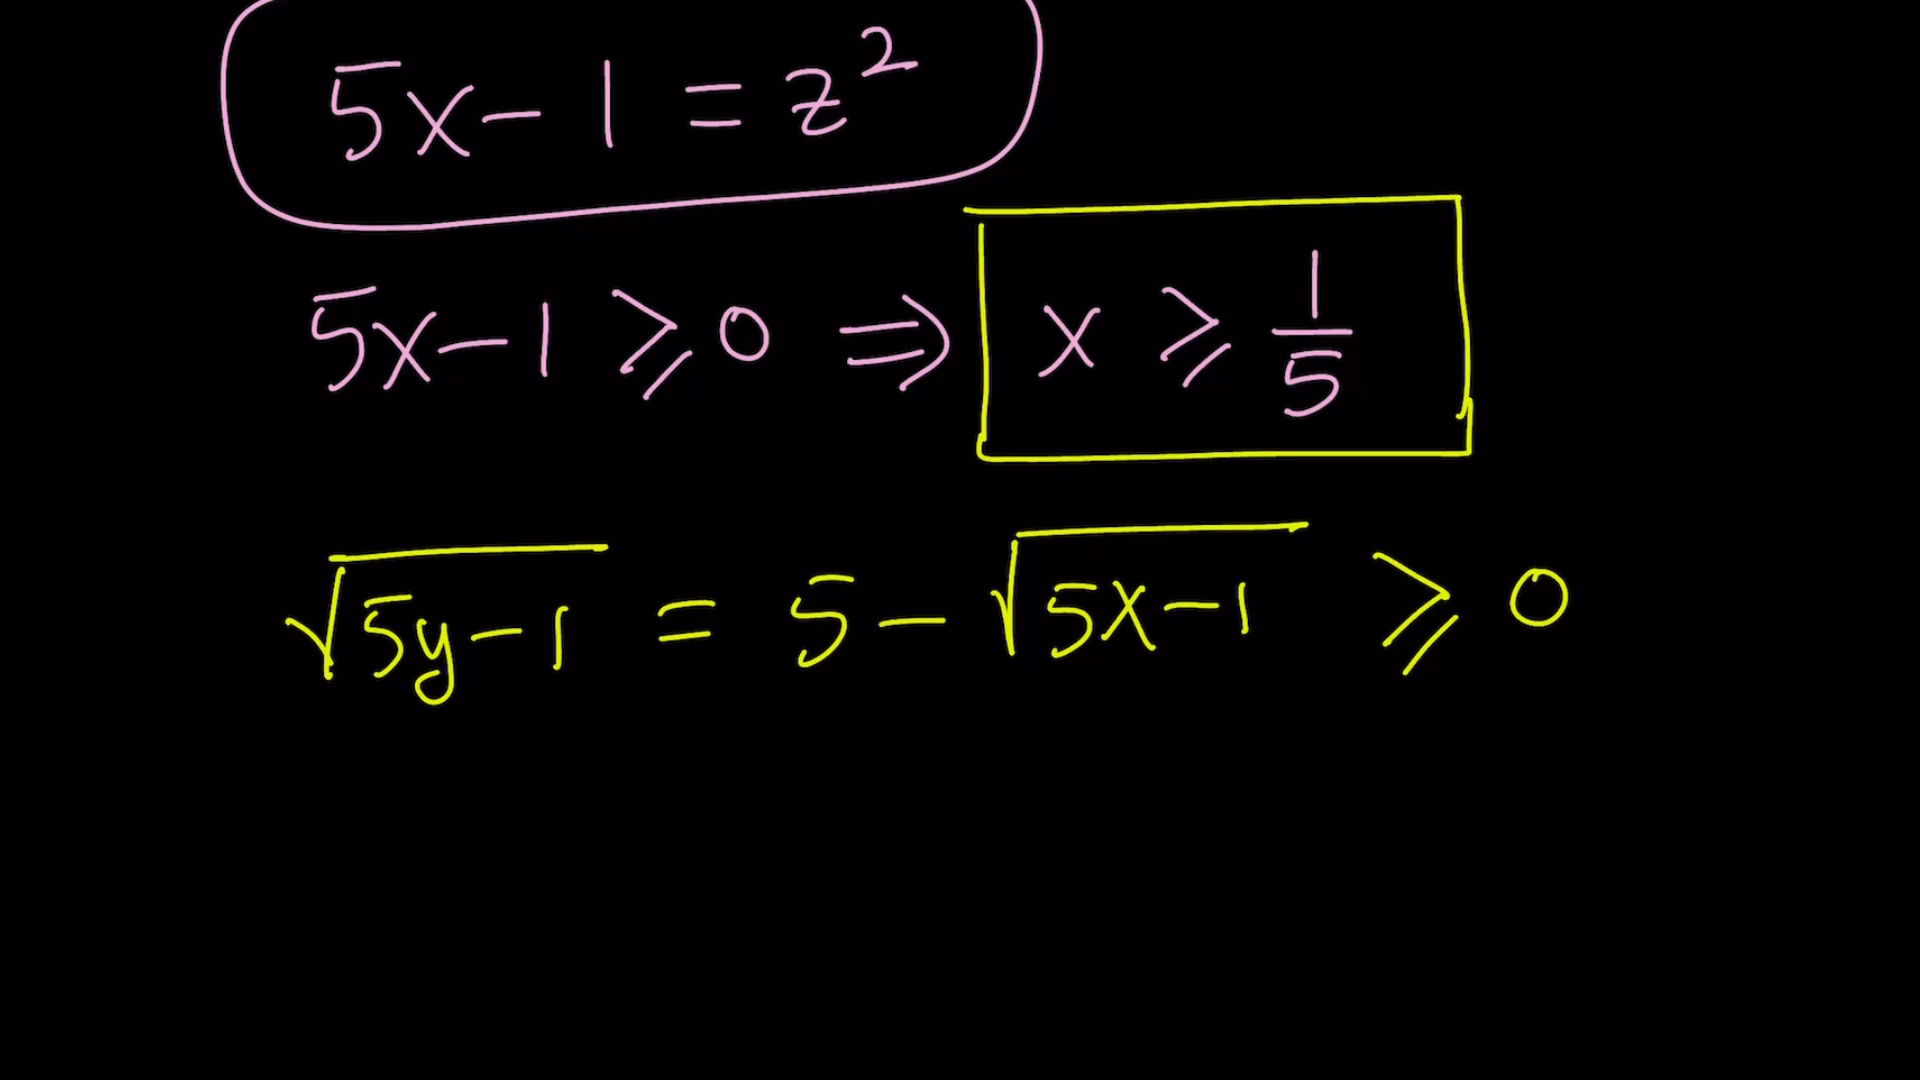 5x - 1 = z²
5x - 1 ⩾ 0 ⇒ x ⩾ 1/5
√(5y - 1) = 5 - √(5x - 1) ⩾ 0